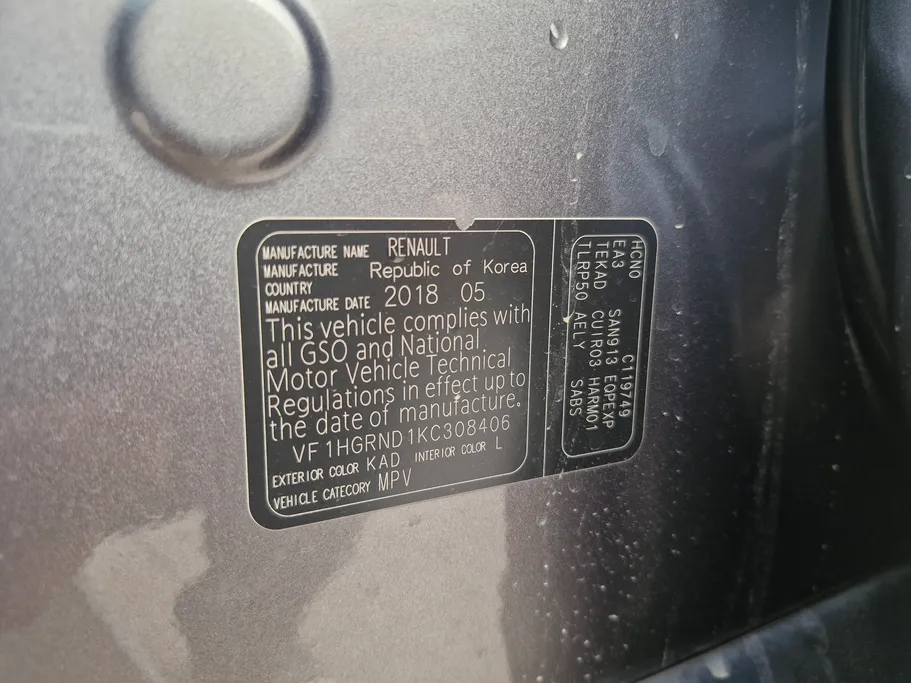 MANUFACTURE NAME RENAULT
MANUFACTURE COUNTRY Republic of Korea
MANUFACTURE DATE 2018 05
This vehicle complies with
all GSO and National
Motor Vehicle Technical
Regulations in effect up to
the date of manufacture.
VF1HGRND1KC308406
EXTERIOR COLOR KAD INTERIOR COLOR L
VEHICLE CATECORY MPV
HCNO C119749
EA3 SAN913 EQPEXP
TEKAD CUIR03 HARM01
TLRP50 AELY SABS